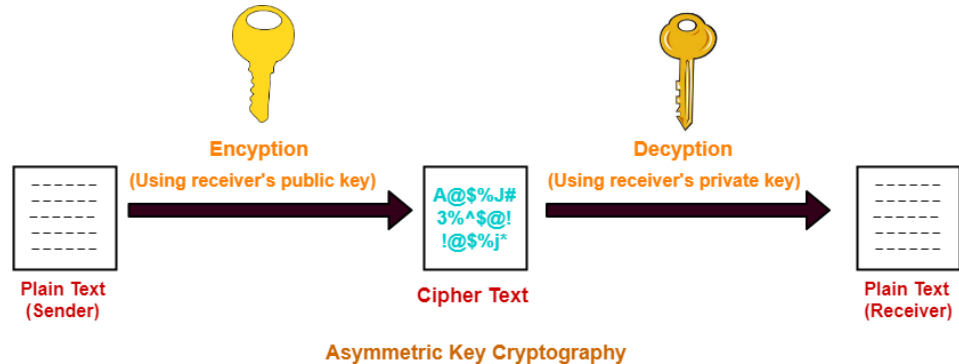 Encyption
(Using receiver's public key)
Decyption
(Using receiver's private key)
A@$%J#
3%^$@!
!@$%j*
Plain Text
(Sender)
Cipher Text
Plain Text
(Receiver)
Asymmetric Key Cryptography